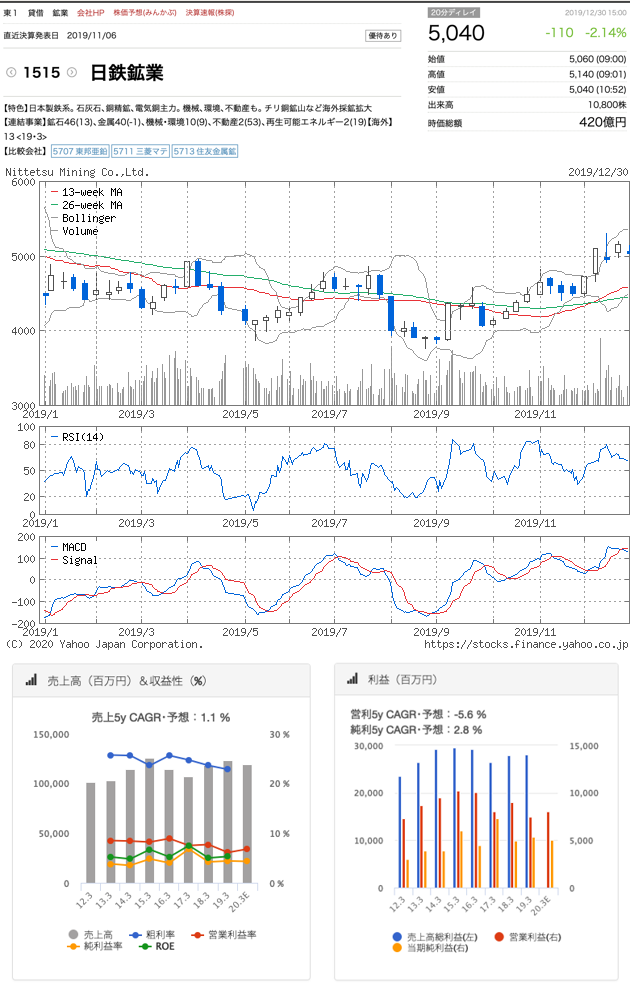 東1 貸借 鉱業 会社HP 株価予想(みんかぶ) 決算速報(株探)
直近決算発表日 2019/11/06 優待あり
1515 日鉄鉱業
20分ディレイ 2019/12/30 15:00
5,040 -110 -2.14%
始値 5,060 (09:00)
高値 5,140 (09:01)
安値 5,040 (10:52)
出来高 10,800株
時価総額 420億円
【特色】日本製鉄系。石灰石、銅精鉱、電気銅主力。機械、環境、不動産も。チリ銅鉱山など海外採鉱拡大
【連結事業】鉱石46(13)、金属40(-1)、機械・環境10(9)、不動産2(53)、再生可能エネルギー2(19)【海外】
13 <19・3>
【比較会社】 5707 東邦亜鉛 5711 三菱マテ 5713 住友金属鉱
Nittetsu Mining Co.,Ltd. 2019/12/30
6000
5000
4000
3000
13-week MA
26-week MA
Bollinger
Volume
2019/1 2019/3 2019/5 2019/7 2019/9 2019/11
100
80
50
20
0
RSI(14)
2019/1 2019/3 2019/5 2019/7 2019/9 2019/11
200
100
0
-100
-200
MACD
Signal
2019/1 2019/3 2019/5 2019/7 2019/9 2019/11
(C) 2020 Yahoo Japan Corporation. https://stocks.finance.yahoo.co.jp
売上高（百万円）＆収益性（%）
売上5y CAGR・予想：1.1 %
150,000
100,000
50,000
0
30 %
20 %
10 %
0 %
12.3 13.3 14.3 15.3 16.3 17.3 18.3 19.3 20.3E
売上高 粗利率 営業利益率
純利益率 ROE
利益（百万円）
営利5y CAGR・予想：-5.6 %
純利5y CAGR・予想：2.8 %
30,000
20,000
10,000
0
15,000
10,000
5,000
0
12.3 13.3 14.3 15.3 16.3 17.3 18.3 19.3 20.3E
売上高総利益(左) 営業利益(右)
当期純利益(右)